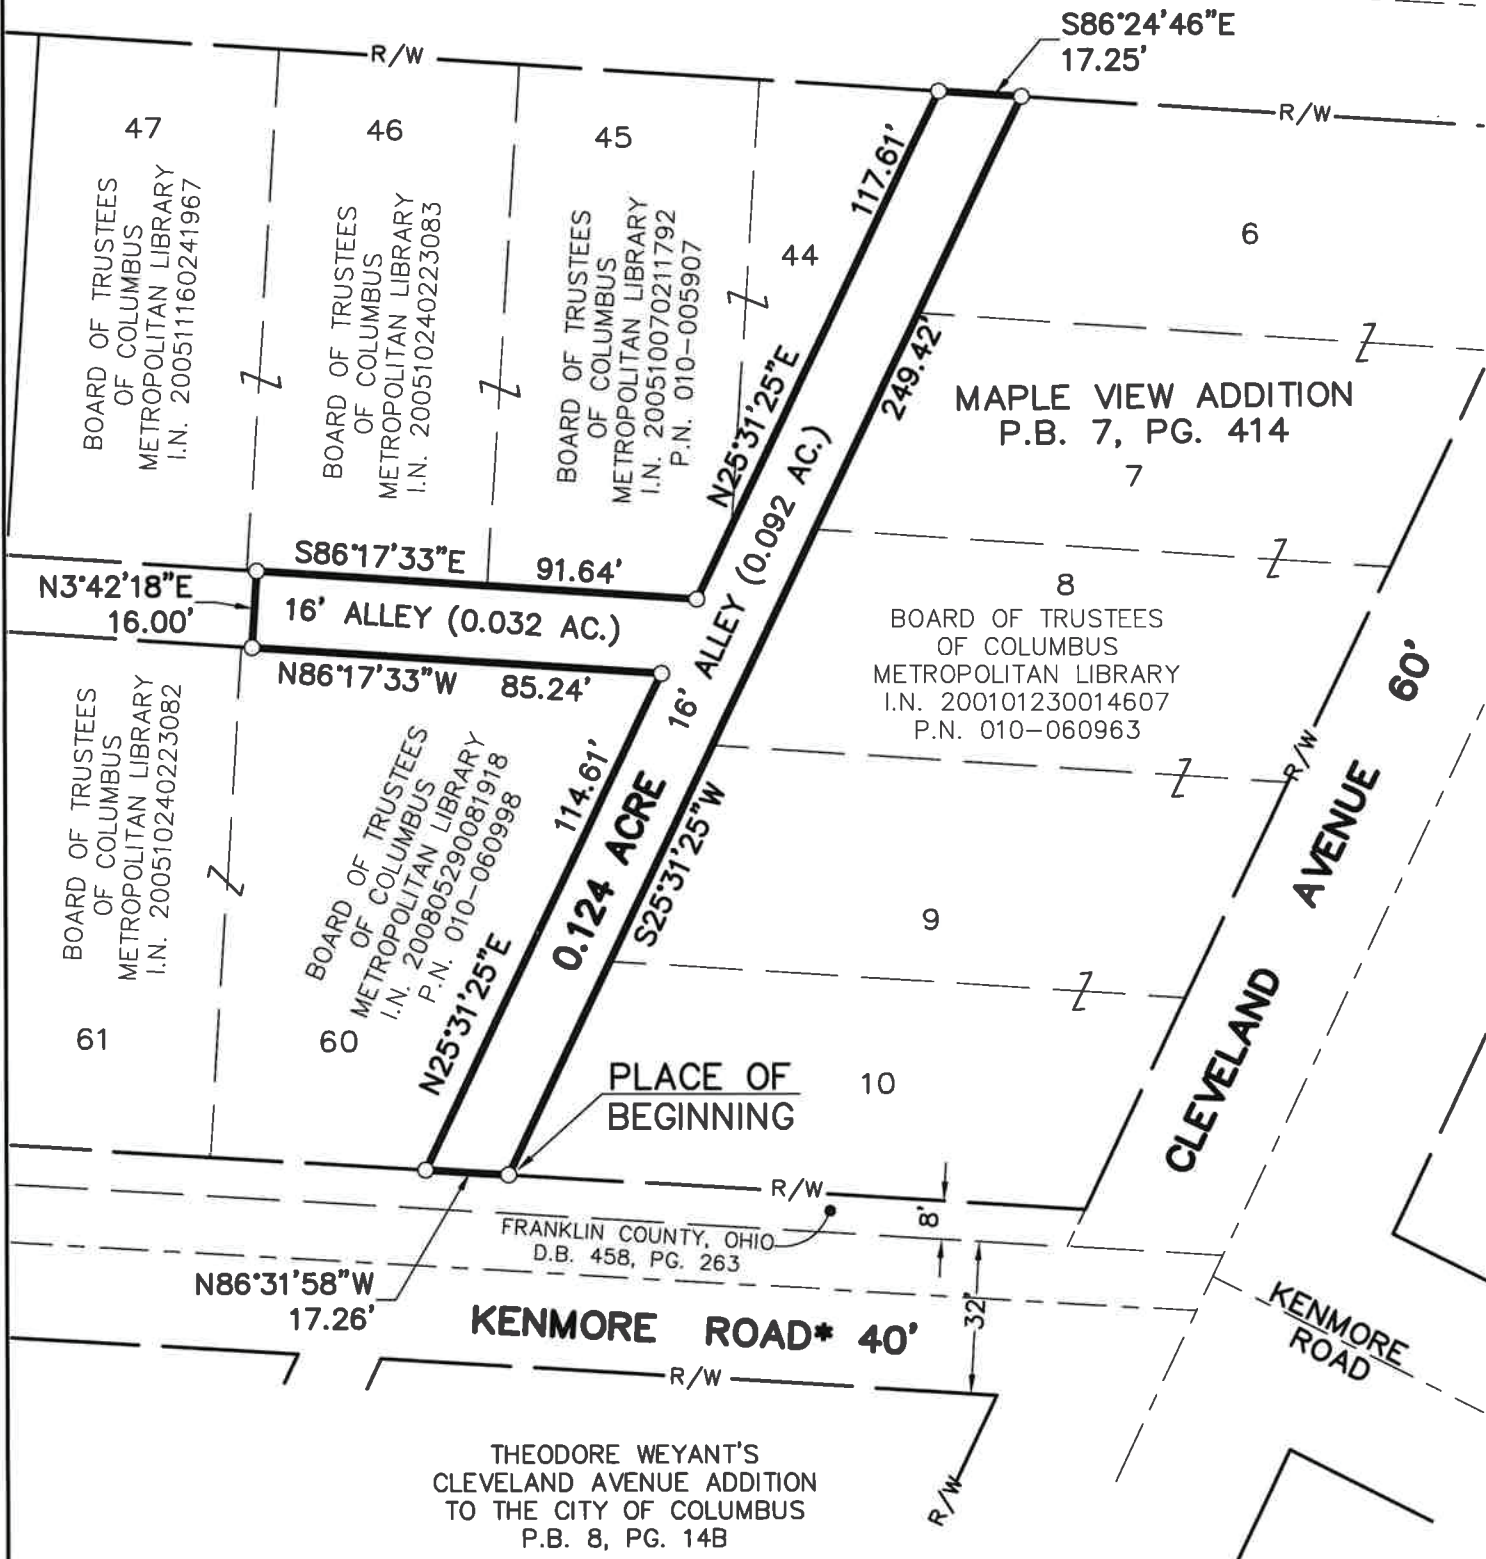 S86°24'46"E
17.25'
R/W
R/W
47
46
45
44
6
BOARD OF TRUSTEES
OF COLUMBUS
METROPOLITAN LIBRARY
I.N. 200511160241967
BOARD OF TRUSTEES
OF COLUMBUS
METROPOLITAN LIBRARY
I.N. 200510240223083
BOARD OF TRUSTEES
OF COLUMBUS
METROPOLITAN LIBRARY
I.N. 200510070211792
P.N. 010-005907
117.61'
N25°31'25"E
249.42'
MAPLE VIEW ADDITION
P.B. 7, PG. 414
7
S86°17'33"E 91.64'
N3°42'18"E
16.00'
16' ALLEY (0.032 AC.)
N86°17'33"W 85.24'
16' ALLEY (0.092 AC.)
8
BOARD OF TRUSTEES
OF COLUMBUS
METROPOLITAN LIBRARY
I.N. 200101230014607
P.N. 010-060963
BOARD OF TRUSTEES
OF COLUMBUS
METROPOLITAN LIBRARY
I.N. 200510240223082
61
BOARD OF TRUSTEES
OF COLUMBUS
METROPOLITAN LIBRARY
I.N. 200805290081918
P.N. 010-060998
60
114.61'
N25°31'25"E
0.124 ACRE
S25°31'25"W
9
10
R/W
CLEVELAND AVENUE 60'
PLACE OF
BEGINNING
R/W
8'
FRANKLIN COUNTY, OHIO
D.B. 458, PG. 263
N86°31'58"W
17.26'
KENMORE ROAD* 40'
32'
KENMORE
ROAD
R/W
R/W
THEODORE WEYANT'S
CLEVELAND AVENUE ADDITION
TO THE CITY OF COLUMBUS
P.B. 8, PG. 14B